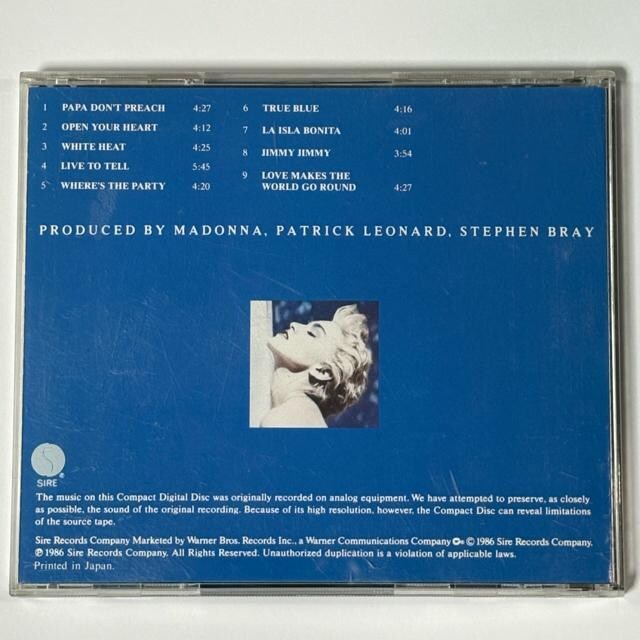 1 PAPA DON'T PREACH 4:27
2 OPEN YOUR HEART 4:12
3 WHITE HEAT 4:25
4 LIVE TO TELL 5:45
5 WHERE'S THE PARTY 4:20
6 TRUE BLUE 4:16
7 LA ISLA BONITA 4:01
8 JIMMY JIMMY 3:54
9 LOVE MAKES THE
WORLD GO ROUND 4:27
PRODUCED BY MADONNA, PATRICK LEONARD, STEPHEN BRAY
SIRE®
The music on this Compact Digital Disc was originally recorded on analog equipment. We have attempted to preserve, as closely
as possible, the sound of the original recording. Because of its high resolution, however, the Compact Disc can reveal limitations
of the source tape.
Sire Records Company Marketed by Warner Bros. Records Inc., a Warner Communications Company © 1986 Sire Records Company.
℗ 1986 Sire Records Company. All Rights Reserved. Unauthorized duplication is a violation of applicable laws.
Printed in Japan.